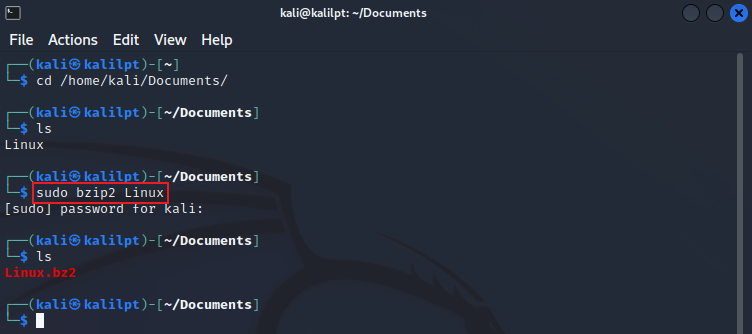 kali@kalilpt: ~/Documents
File Actions Edit View Help
┌──(kali㉿kalilpt)-[~]
└─$ cd /home/kali/Documents/
┌──(kali㉿kalilpt)-[~/Documents]
└─$ ls
Linux
┌──(kali㉿kalilpt)-[~/Documents]
└─$ sudo bzip2 Linux
[sudo] password for kali:
┌──(kali㉿kalilpt)-[~/Documents]
└─$ ls
Linux.bz2
┌──(kali㉿kalilpt)-[~/Documents]
└─$